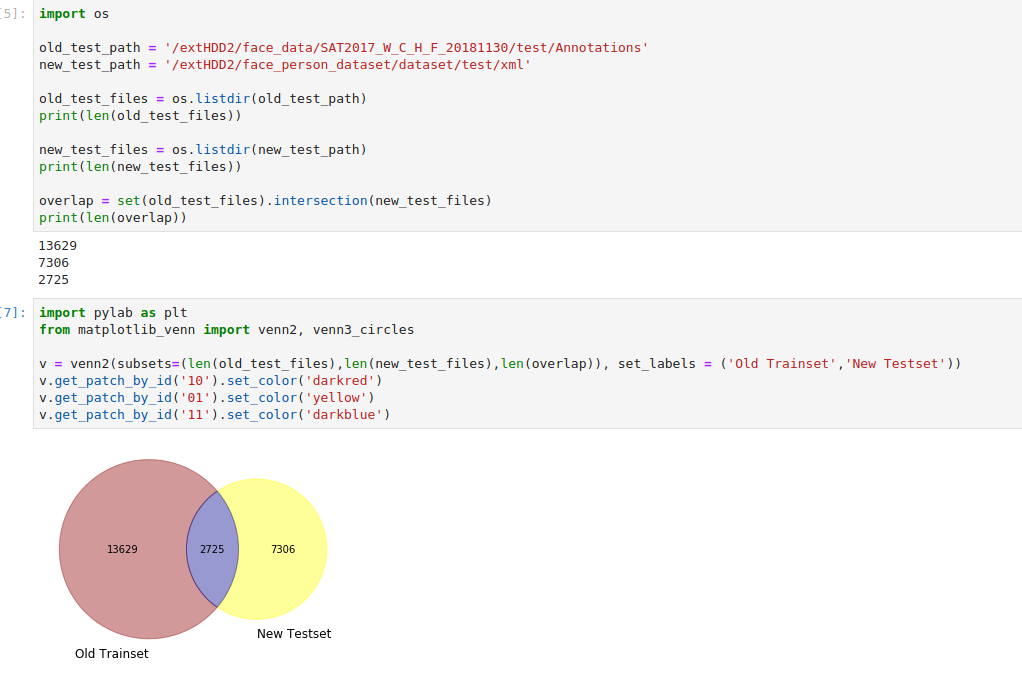 [5]: import os
old_test_path = '/extHDD2/face_data/SAT2017_W_C_H_F_20181130/test/Annotations'
new_test_path = '/extHDD2/face_person_dataset/dataset/test/xml'
old_test_files = os.listdir(old_test_path)
print(len(old_test_files))
new_test_files = os.listdir(new_test_path)
print(len(new_test_files))
overlap = set(old_test_files).intersection(new_test_files)
print(len(overlap))
13629
7306
2725
[7]: import pylab as plt
from matplotlib_venn import venn2, venn3_circles
v = venn2(subsets=(len(old_test_files),len(new_test_files),len(overlap)), set_labels = ('Old Trainset','New Testset'))
v.get_patch_by_id('10').set_color('darkred')
v.get_patch_by_id('01').set_color('yellow')
v.get_patch_by_id('11').set_color('darkblue')
13629 2725 7306
New Testset
Old Trainset